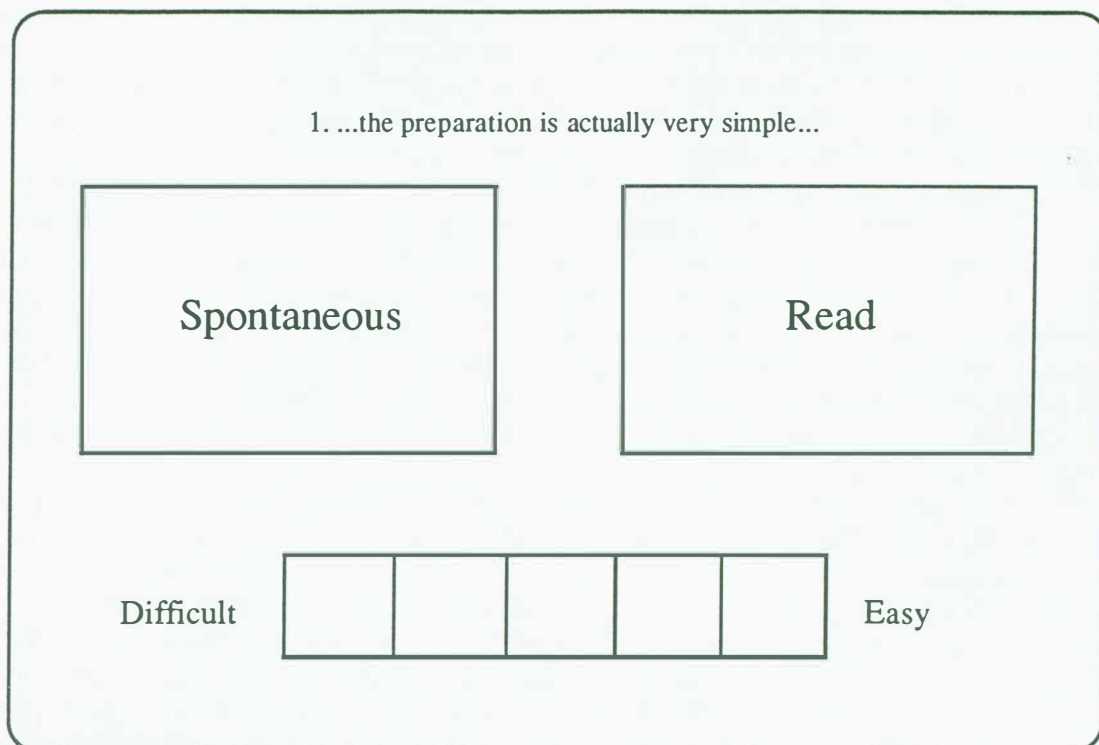 1. ...the preparation is actually very simple...
Spontaneous
Read
Difficult
Easy